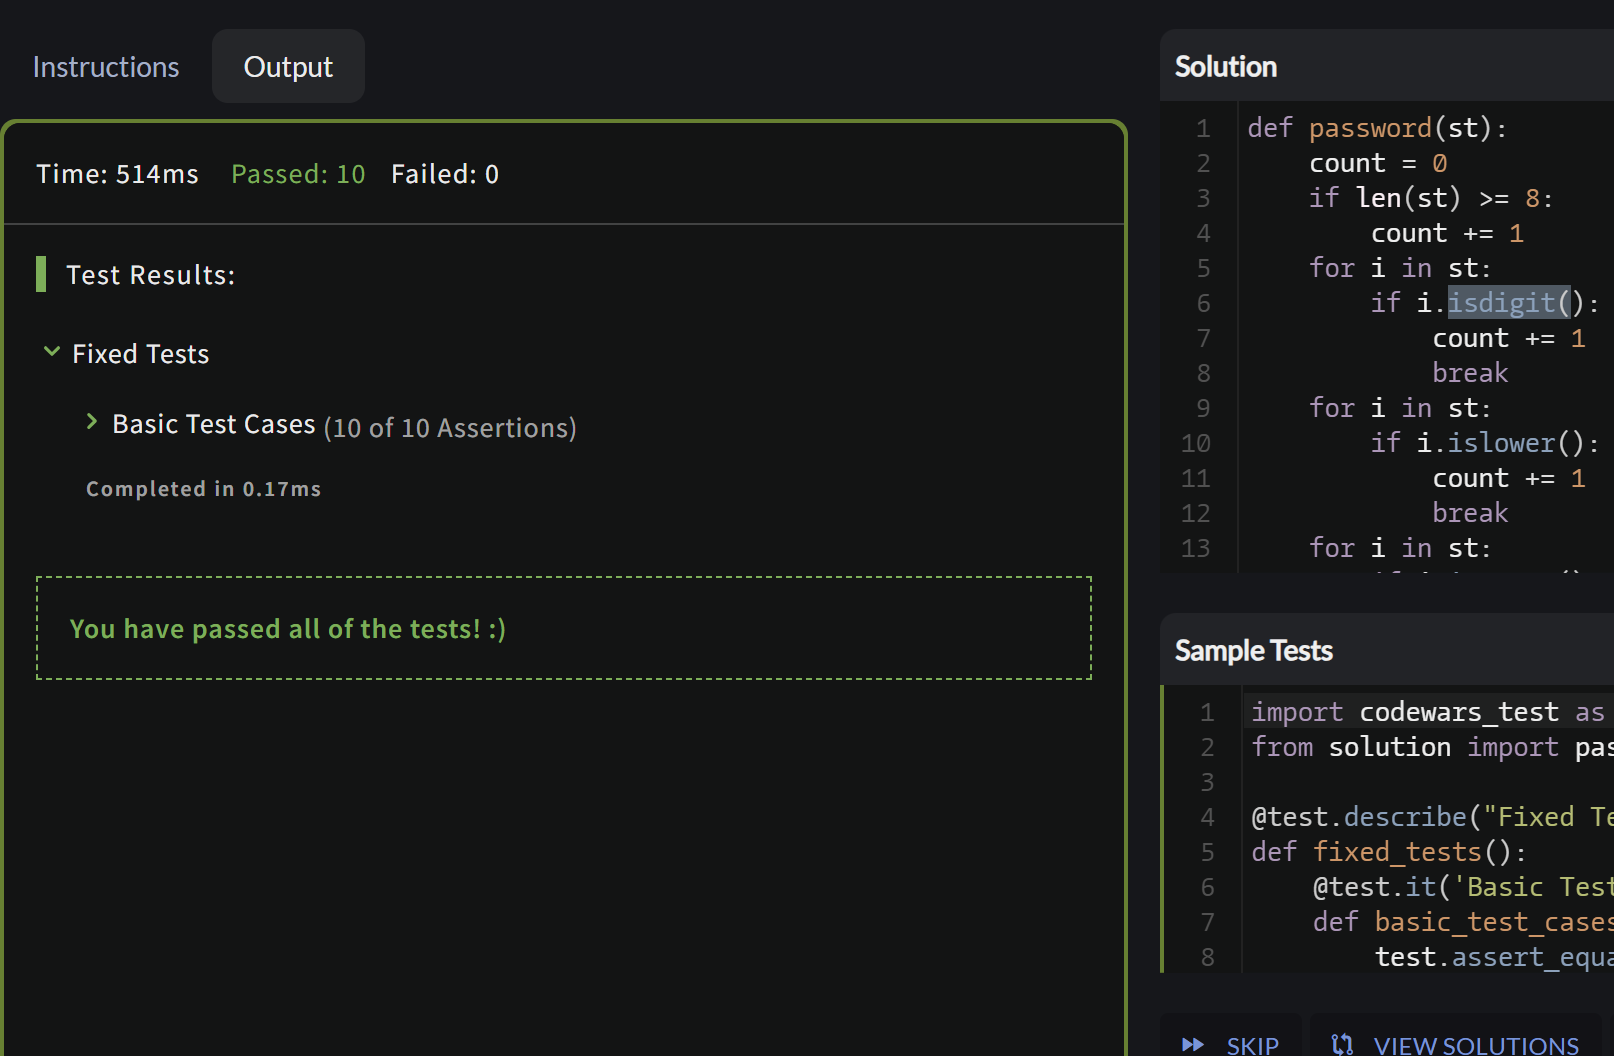 Instructions
Output
Time: 514ms Passed: 10 Failed: 0
Test Results:
Fixed Tests
Basic Test Cases (10 of 10 Assertions)
Completed in 0.17ms
You have passed all of the tests! :)
Solution
1 def password(st):
2     count = 0
3     if len(st) >= 8:
4         count += 1
5     for i in st:
6         if i.isdigit():
7             count += 1
8             break
9     for i in st:
10         if i.islower():
11             count += 1
12             break
13     for i in st:
Sample Tests
1 import codewars_test as
2 from solution import pas
3
4 @test.describe("Fixed Te
5 def fixed_tests():
6     @test.it('Basic Test
7     def basic_test_cases
8         test.assert_equa
SKIP
VIEW SOLUTIONS